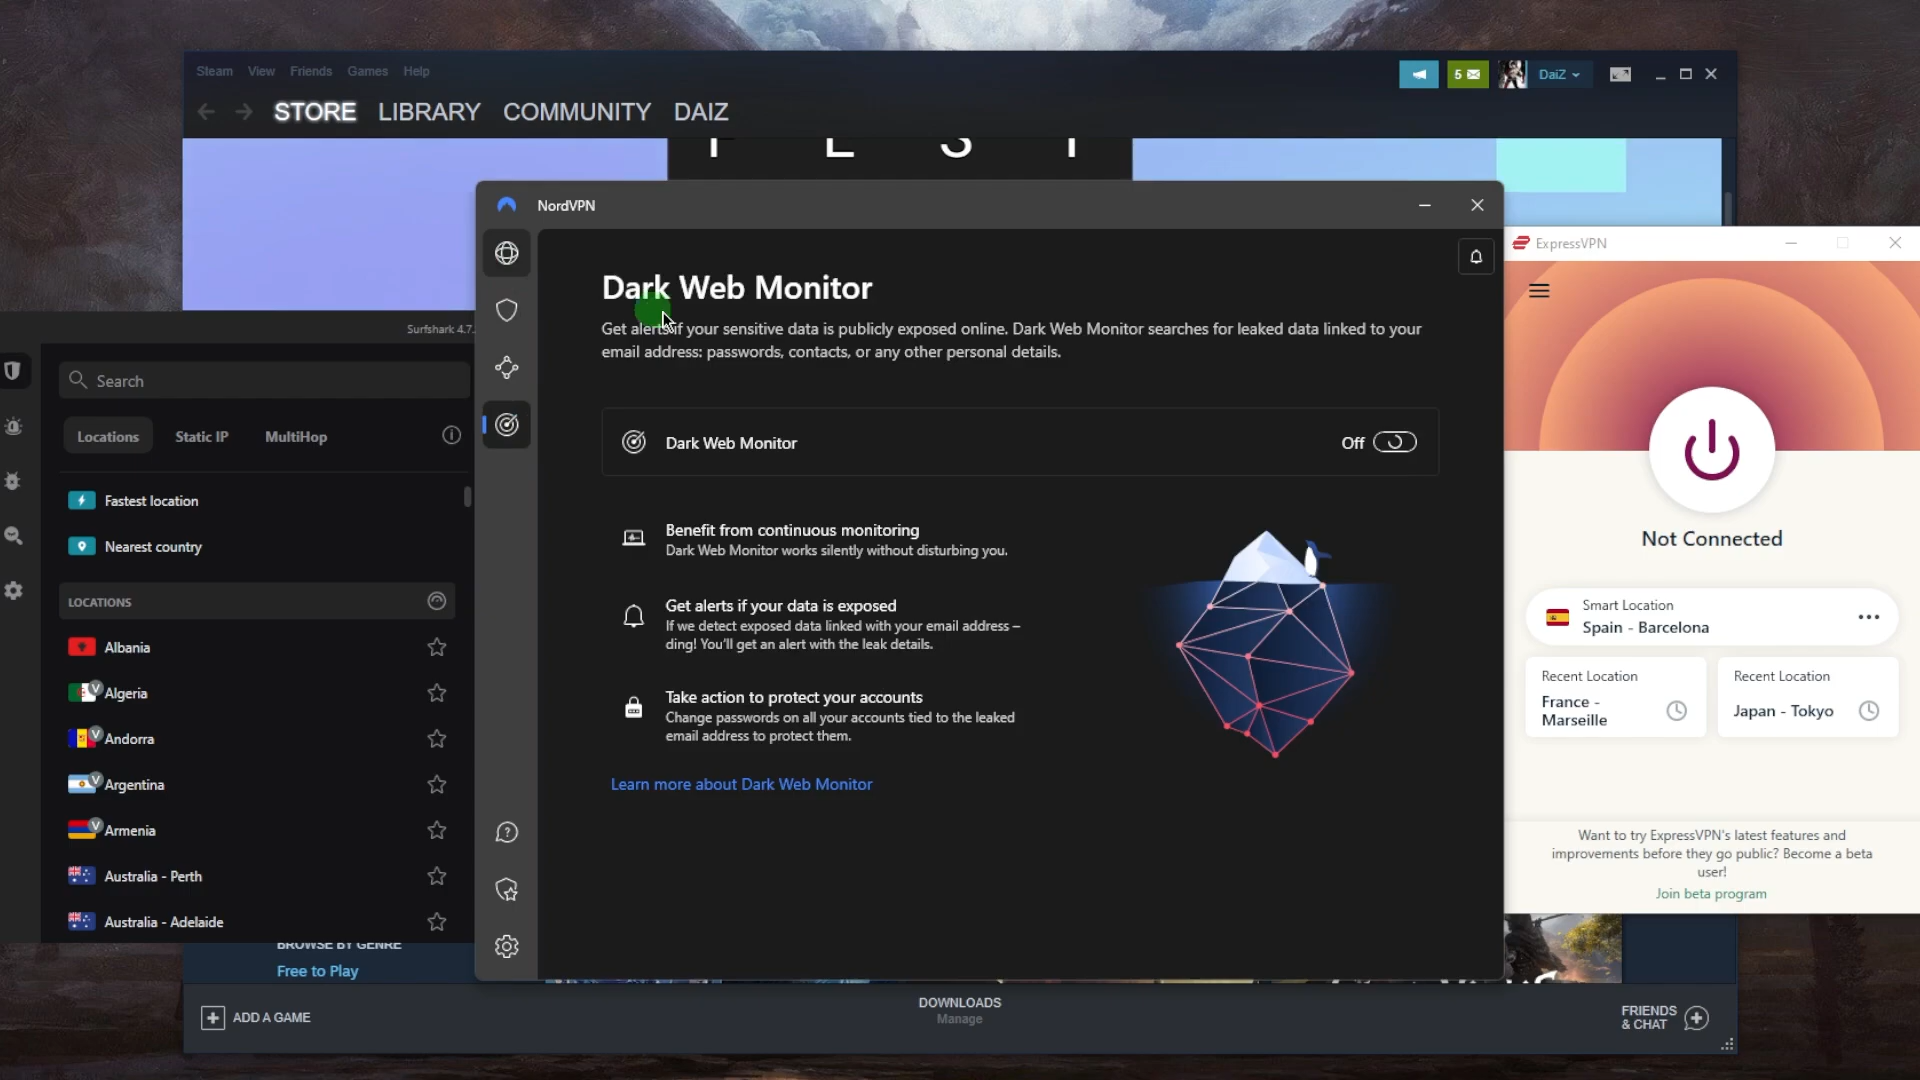 Steam View Friends Games Help
5
DaiZ
STORE LIBRARY COMMUNITY DAIZ
NordVPN
Dark Web Monitor
Get alerts if your sensitive data is publicly exposed online. Dark Web Monitor searches for leaked data linked to your
email address: passwords, contacts, or any other personal details.
Dark Web Monitor
Off
Benefit from continuous monitoring
Dark Web Monitor works silently without disturbing you.
Get alerts if your data is exposed
If we detect exposed data linked with your email address –
ding! You'll get an alert with the leak details.
Take action to protect your accounts
Change passwords on all your accounts tied to the leaked
email address to protect them.
Learn more about Dark Web Monitor
Surfshark 4.7.
Search
Locations Static IP MultiHop
Fastest location
Nearest country
LOCATIONS
Albania
V Algeria
V Andorra
V Argentina
V Armenia
Australia - Perth
Australia - Adelaide
ExpressVPN
Not Connected
Smart Location
Spain - Barcelona
Recent Location
France -
Marseille
Recent Location
Japan - Tokyo
Want to try ExpressVPN's latest features and
improvements before they go public? Become a beta
user!
Join beta program
BROWSE BY GENRE
Free to Play
ADD A GAME
DOWNLOADS
Manage
FRIENDS
& CHAT